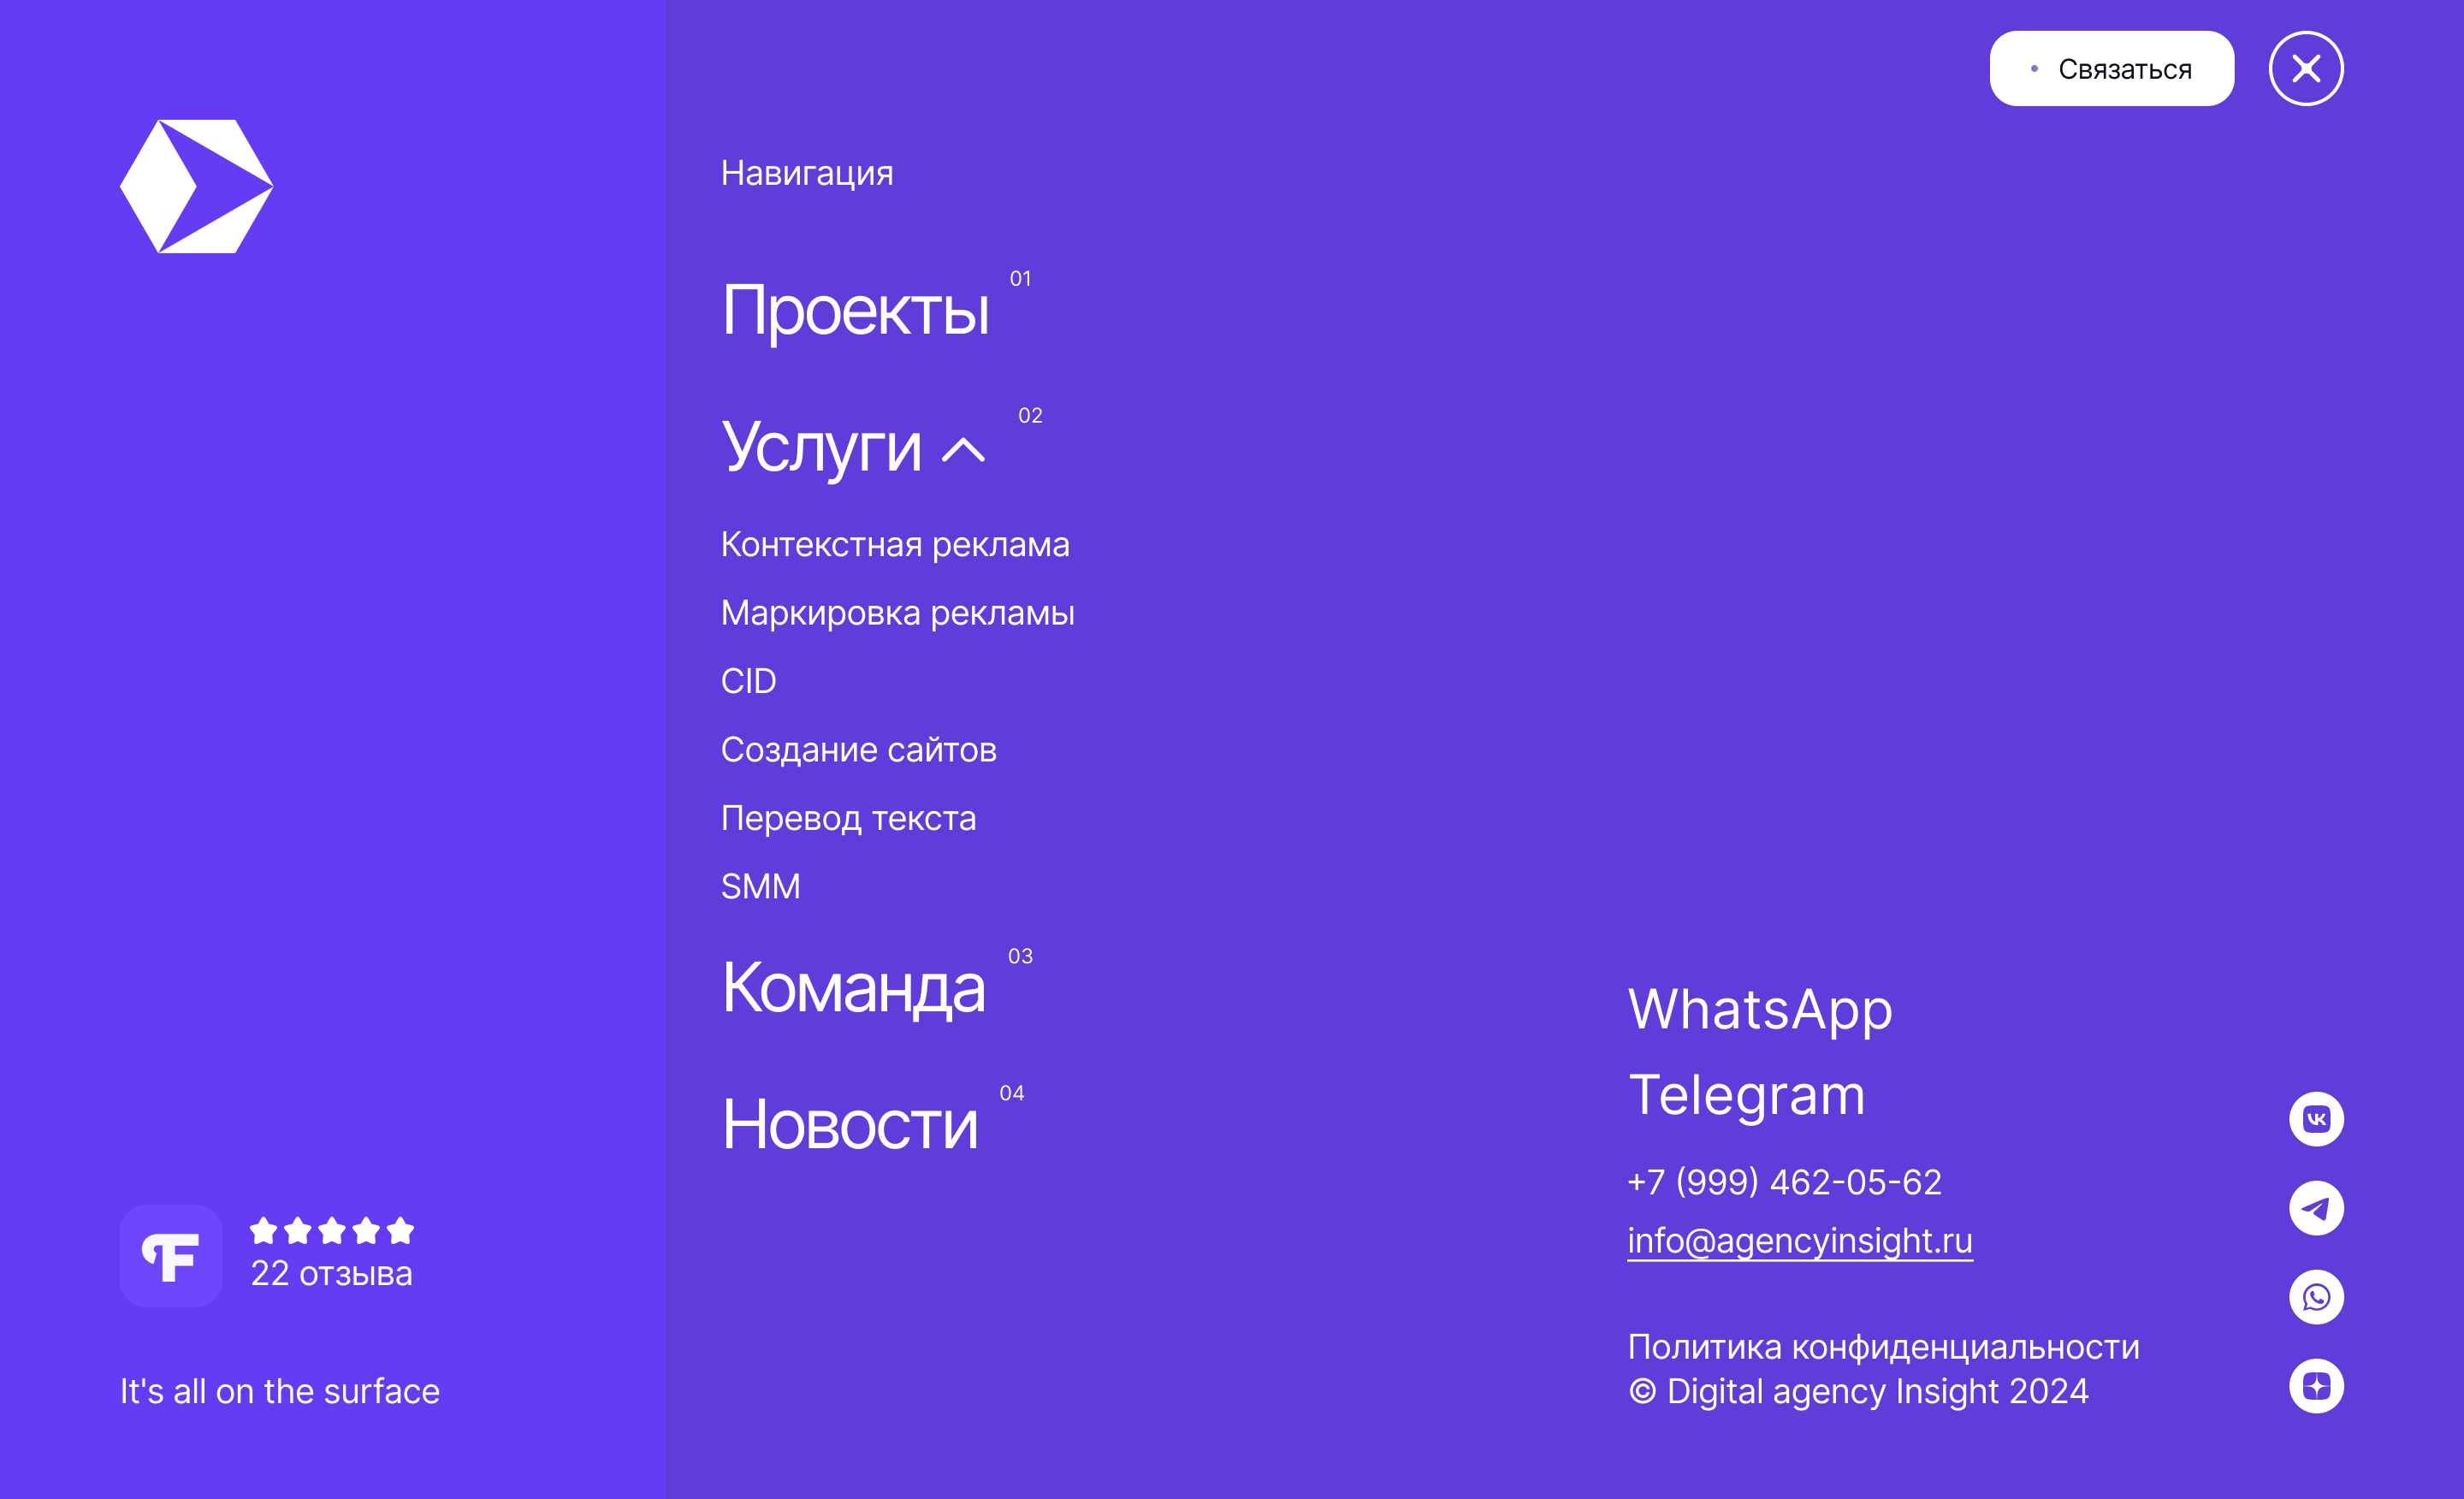 Связаться
Навигация
Проекты 01
Услуги 02
Контекстная реклама
Маркировка рекламы
CID
Создание сайтов
Перевод текста
SMM
Команда 03
Новости 04
22 отзыва
It's all on the surface
WhatsApp
Telegram
+7 (999) 462-05-62
info@agencyinsight.ru
Политика конфиденциальности
© Digital agency Insight 2024